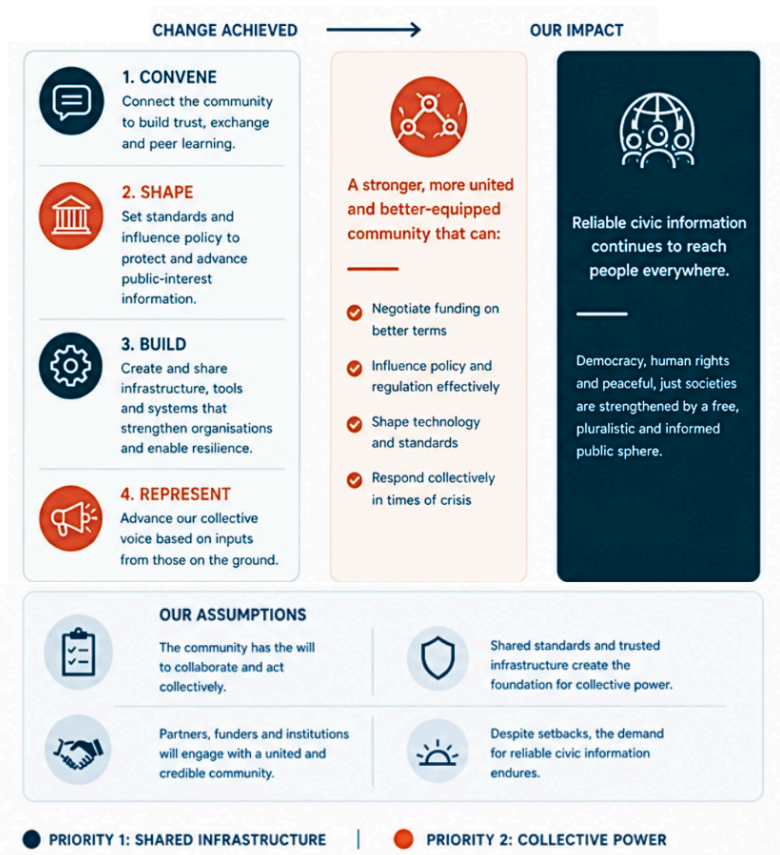 CHANGE ACHIEVED
OUR IMPACT
1. CONVENE
Connect the community
to build trust, exchange
and peer learning.
2. SHAPE
Set standards and
influence policy to
protect and advance
public-interest
information.
3. BUILD
Create and share
infrastructure, tools
and systems that
strengthen organisations
and enable resilience.
4. REPRESENT
Advance our collective
voice based on inputs
from those on the ground.
A stronger, more united
and better-equipped
community that can:
Negotiate funding on
better terms
Influence policy and
regulation effectively
Shape technology
and standards
Respond collectively
in times of crisis
Reliable civic information
continues to reach
people everywhere.
Democracy, human rights
and peaceful, just societies
are strengthened by a free,
pluralistic and informed
public sphere.
OUR ASSUMPTIONS
The community has the will
to collaborate and act
collectively.
Shared standards and trusted
infrastructure create the
foundation for collective power.
Partners, funders and institutions
will engage with a united and
credible community.
Despite setbacks, the demand
for reliable civic information
endures.
PRIORITY 1: SHARED INFRASTRUCTURE
PRIORITY 2: COLLECTIVE POWER